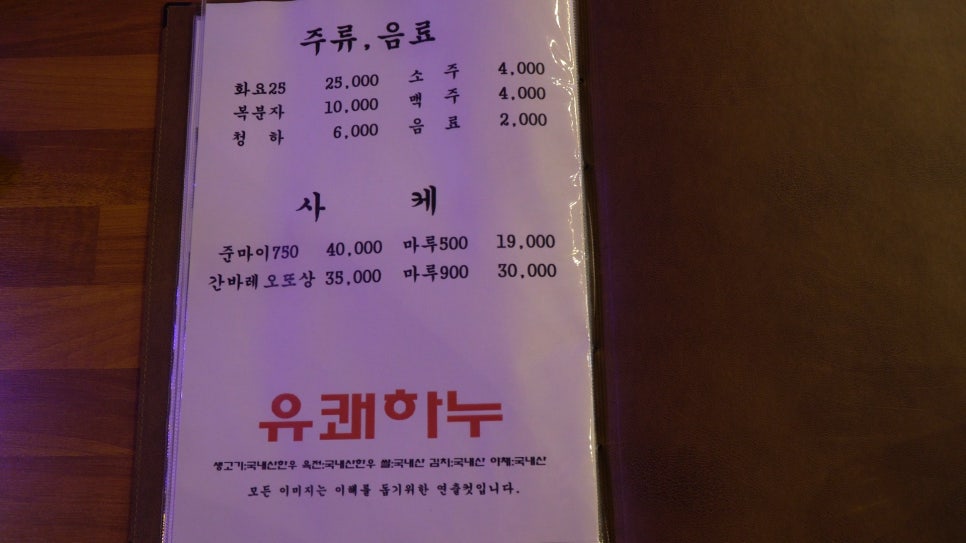 주류,음료
화요25 25,000 소 주 4,000
복분자 10,000 맥 주 4,000
청 하 6,000 음 료 2,000
사 케
준마이750 40,000 마루500 19,000
간바레오또상 35,000 마루900 30,000
유쾌하누
생고기:국내산한우 육전:국내산한우 쌀:국내산 김치:국내산 야채:국내산
모든 이미지는 이해를 돕기위한 연출컷입니다.